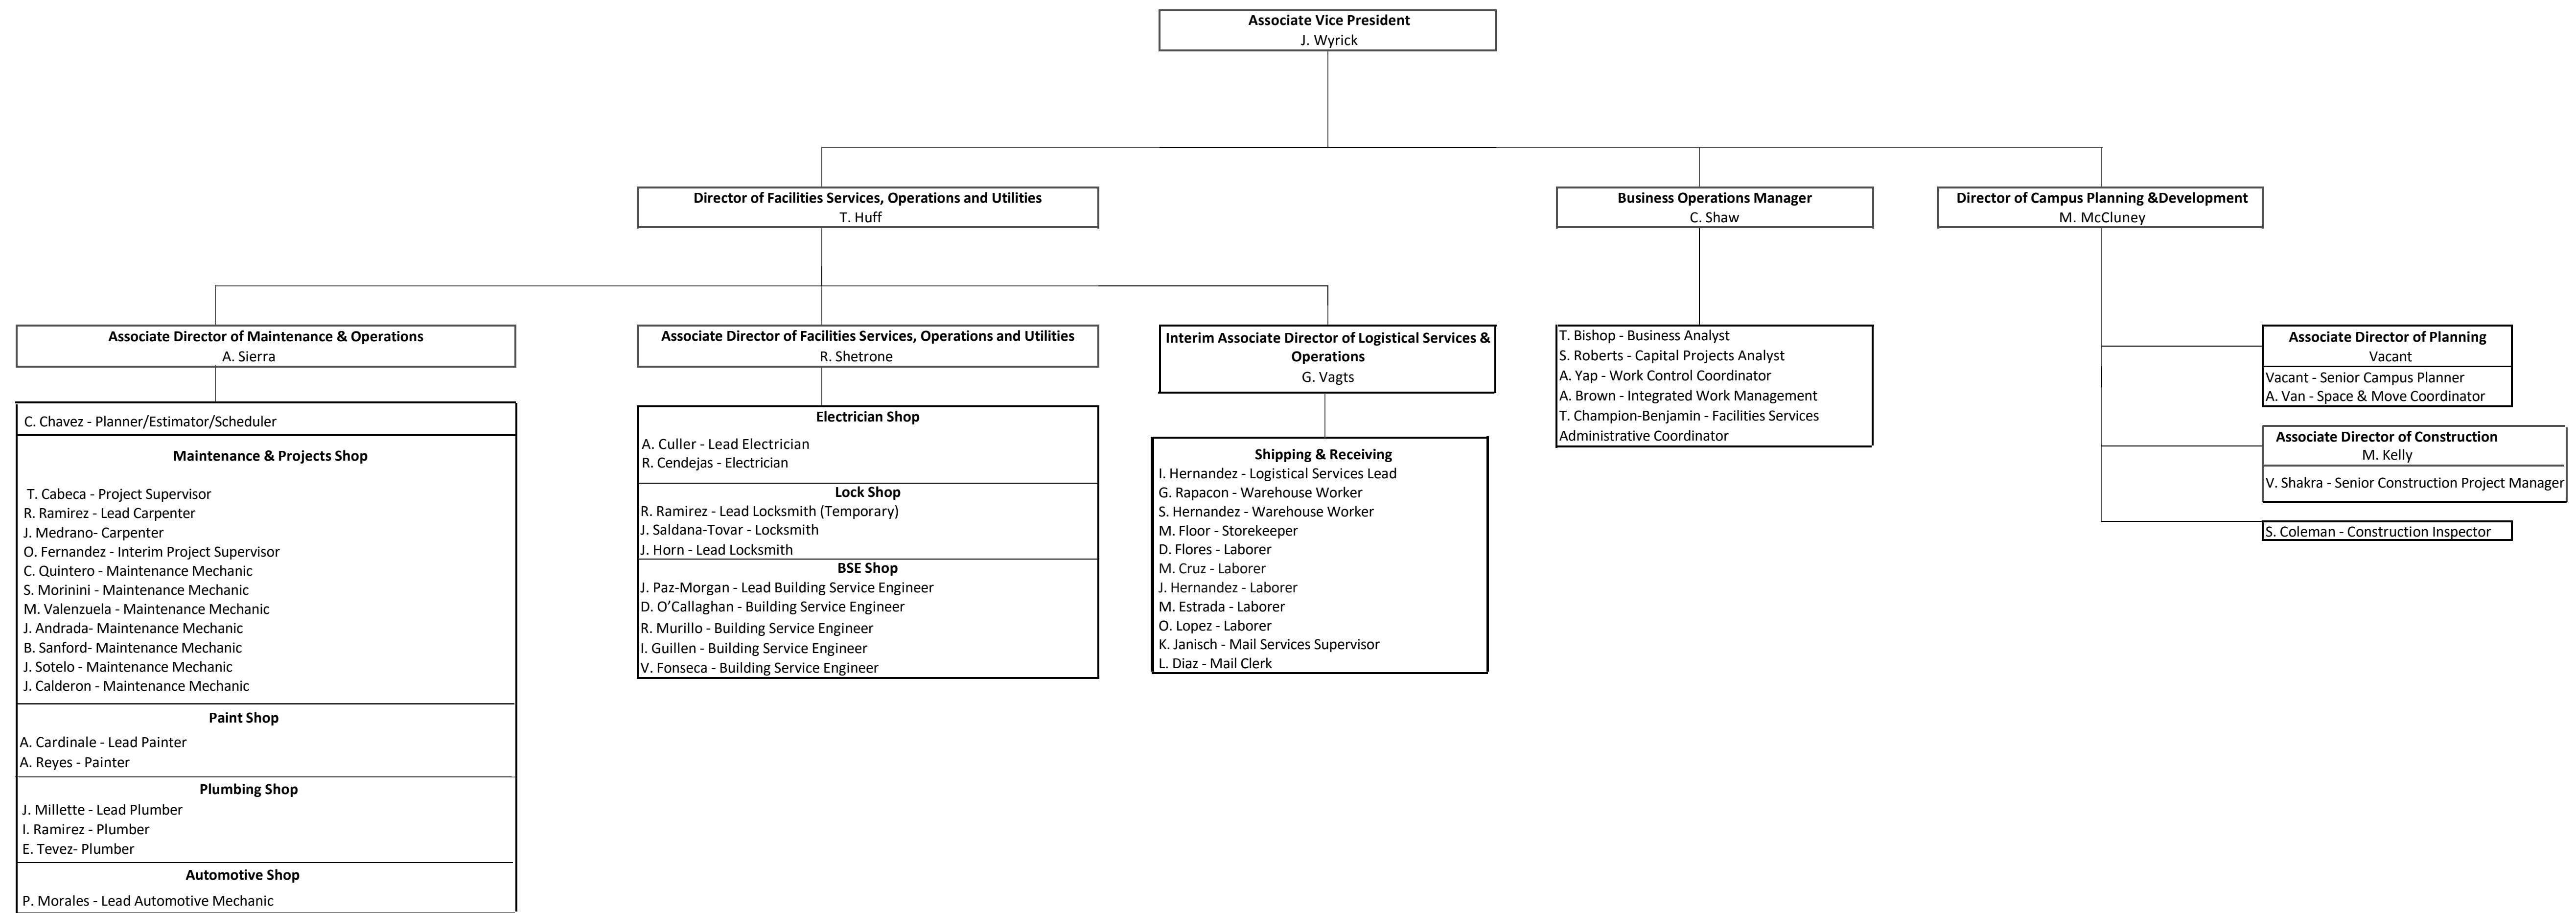 Associate Vice President
J. Wyrick
Director of Facilities Services, Operations and Utilities
T. Huff
Business Operations Manager
C. Shaw
Director of Campus Planning &Development
M. McCluney
Associate Director of Maintenance & Operations
A. Sierra
C. Chavez - Planner/Estimator/Scheduler
Maintenance & Projects Shop
T. Cabeca - Project Supervisor
R. Ramirez - Lead Carpenter
J. Medrano- Carpenter
O. Fernandez - Interim Project Supervisor
C. Quintero - Maintenance Mechanic
S. Morinini - Maintenance Mechanic
M. Valenzuela - Maintenance Mechanic
J. Andrada- Maintenance Mechanic
B. Sanford- Maintenance Mechanic
J. Sotelo - Maintenance Mechanic
J. Calderon - Maintenance Mechanic
Paint Shop
A. Cardinale - Lead Painter
A. Reyes - Painter
Plumbing Shop
J. Millette - Lead Plumber
I. Ramirez - Plumber
E. Tevez- Plumber
Automotive Shop
P. Morales - Lead Automotive Mechanic
Associate Director of Facilities Services, Operations and Utilities
R. Shetrone
Electrician Shop
A. Culler - Lead Electrician
R. Cendejas - Electrician
Lock Shop
R. Ramirez - Lead Locksmith (Temporary)
J. Saldana-Tovar - Locksmith
J. Horn - Lead Locksmith
BSE Shop
J. Paz-Morgan - Lead Building Service Engineer
D. O’Callaghan - Building Service Engineer
R. Murillo - Building Service Engineer
I. Guillen - Building Service Engineer
V. Fonseca - Building Service Engineer
Interim Associate Director of Logistical Services &
Operations
G. Vagts
Shipping & Receiving
I. Hernandez - Logistical Services Lead
G. Rapacon - Warehouse Worker
S. Hernandez - Warehouse Worker
M. Floor - Storekeeper
D. Flores - Laborer
M. Cruz - Laborer
J. Hernandez - Laborer
M. Estrada - Laborer
O. Lopez - Laborer
K. Janisch - Mail Services Supervisor
L. Diaz - Mail Clerk
T. Bishop - Business Analyst
S. Roberts - Capital Projects Analyst
A. Yap - Work Control Coordinator
A. Brown - Integrated Work Management
T. Champion-Benjamin - Facilities Services
Administrative Coordinator
Associate Director of Planning
Vacant
Vacant - Senior Campus Planner
A. Van - Space & Move Coordinator
Associate Director of Construction
M. Kelly
V. Shakra - Senior Construction Project Manager
S. Coleman - Construction Inspector